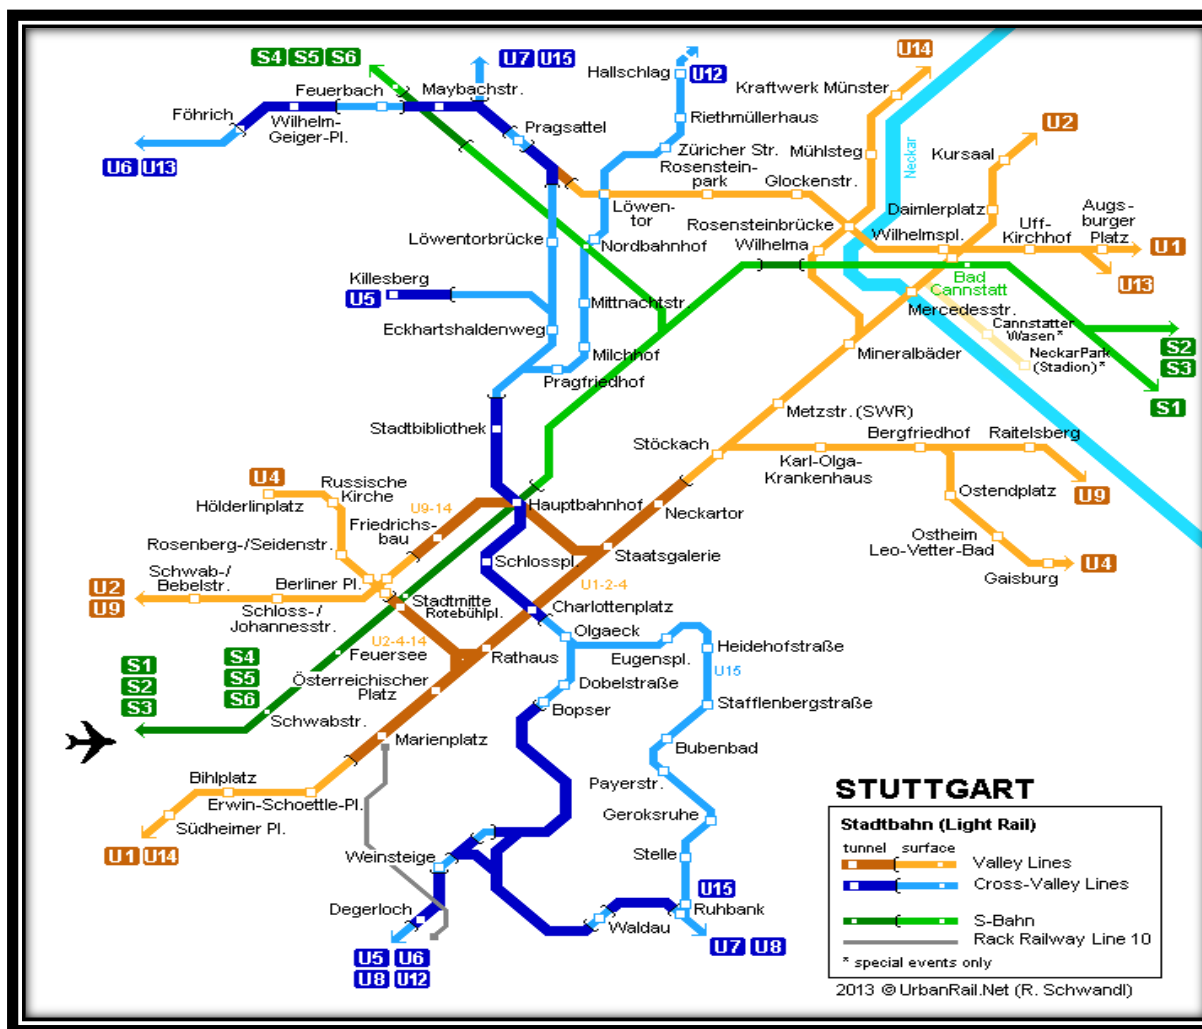 S4 S5 S6
U7 U15
Hallschlag
U12
U14
Feuerbach
Maybachstr.
Kraftwerk Münster
Föhrich
Wilhelm-
Geiger-Pl.
Pragsattel
Riethmüllerhaus
U2
U6 U13
Züricher Str.
Mühlsteg
Kursaal
Neckar
Rosenstein-
park
Glockenstr.
Löwen-
tor
Rosensteinbrücke
Daimlerplatz
Uff-
Kirchhof
Augs-
burger
Platz
Löwentorbrücke
Nordbahnhof
Wilhelma
Wilhelmspl.
U1
Killesberg
U5
Bad
Cannstatt
U13
Mittnachtstr.
Mercedesstr.
Eckhartshaldenweg
Cannstatter
Wasen*
S2
S3
Milchhof
Mineralbäder
NeckarPark
(Stadion)*
Pragfriedhof
S1
Metzstr. (SWR)
Stadtbibliothek
Stöckach
Bergfriedhof
Raitelsberg
Karl-Olga-
Krankenhaus
U4
Russische
Kirche
Hölderlinplatz
U9-14
Hauptbahnhof
Neckartor
Ostendplatz
U9
Friedrichs-
bau
Rosenberg-/Seidenstr.
Staatsgalerie
Ostheim
Leo-Vetter-Bad
Schwab-/
Bebelstr.
Berliner Pl.
Schlosspl.
U1-2-4
Gaisburg
U4
U2
U9
Schloss-/
Johannesstr.
Stadtmitte
Rotebühlpl.
Charlottenplatz
Olgaeck
U2-4-14
Feuersee
Rathaus
Eugenspl.
Heidehofstraße
S1
S2
S3
S4
S5
S6
U15
Österreichischer
Platz
Dobelstraße
Stafflenbergstraße
Schwabstr.
Bopser
Marienplatz
Bubenbad
Bihlplatz
Payerstr.
Erwin-Schoettle-Pl.
Südheimer Pl.
Geroksruhe
U1 U14
Weinsteige
Stelle
U15
Degerloch
Ruhbank
Waldau
U7 U8
U5 U6
U8 U12
STUTTGART
Stadtbahn (Light Rail)
tunnel surface
Valley Lines
Cross-Valley Lines
S-Bahn
Rack Railway Line 10
* special events only
2013 © UrbanRail.Net (R. Schwandl)